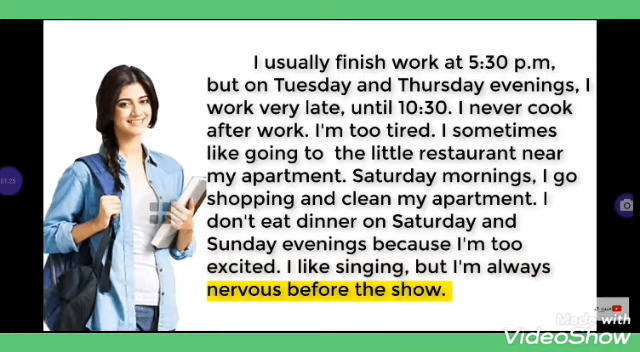 I usually finish work at 5:30 p.m,
but on Tuesday and Thursday evenings, I
work very late, until 10:30. I never cook
after work. I'm too tired. I sometimes
like going to the little restaurant near
my apartment. Saturday mornings, I go
shopping and clean my apartment. I
don't eat dinner on Saturday and
Sunday evenings because I'm too
excited. I like singing, but I'm always
nervous before the show.
Made with
VideoShow